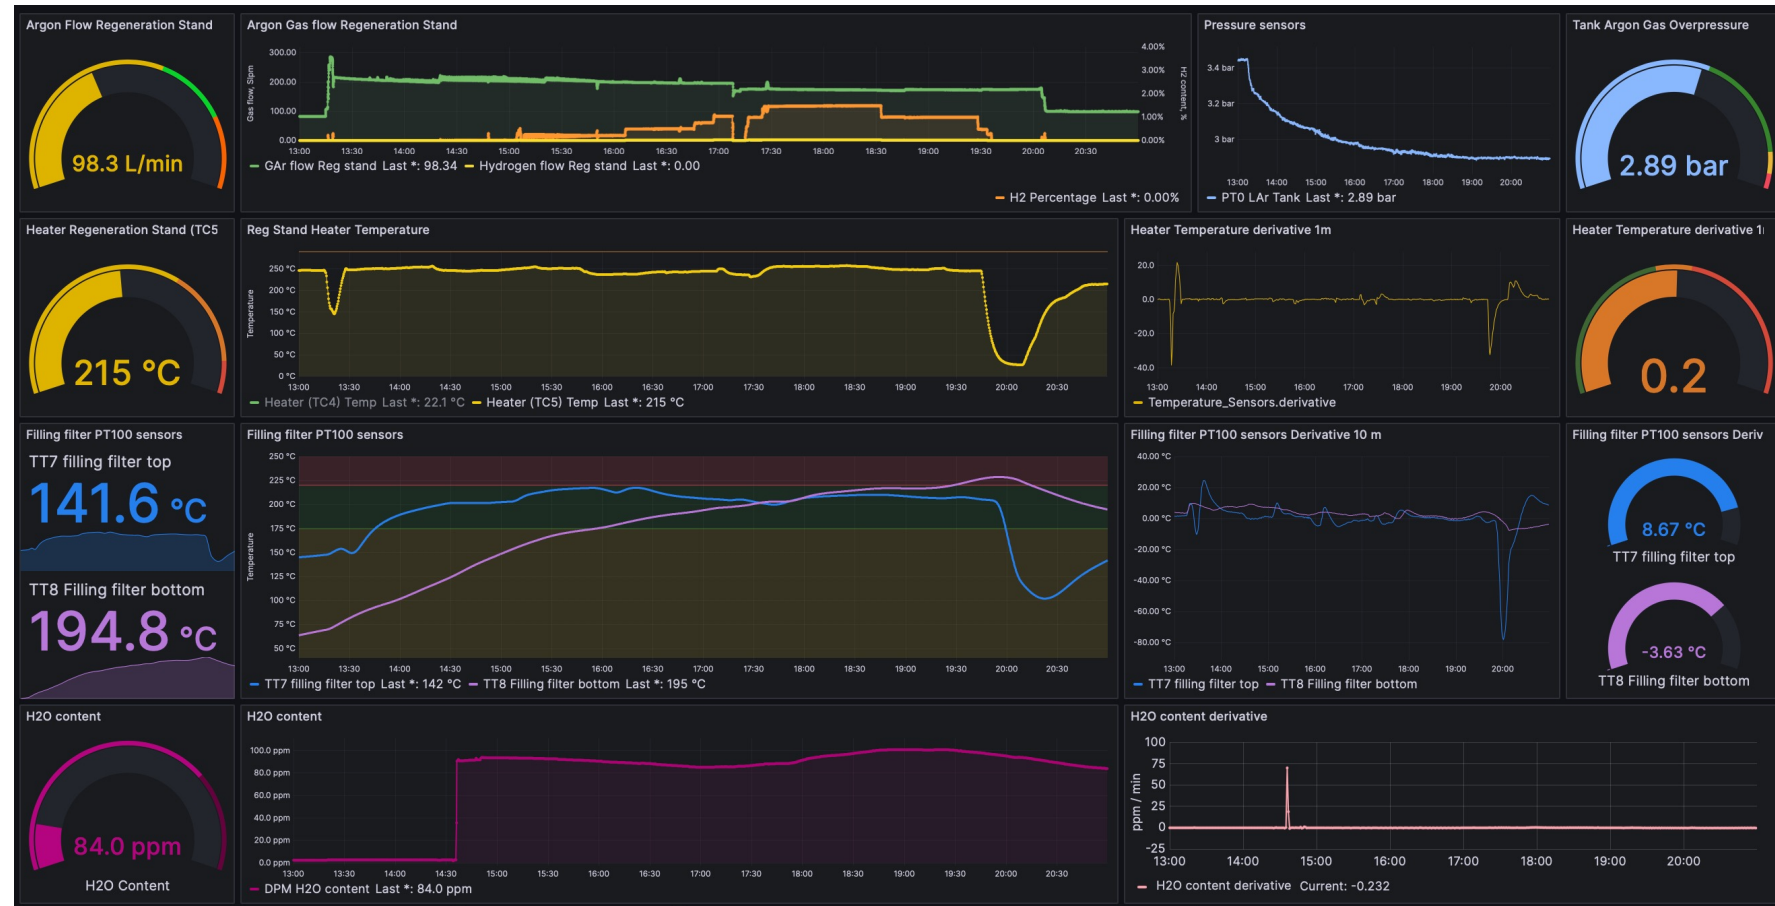 Argon Flow Regeneration Stand
98.3 L/min
Argon Gas flow Regeneration Stand
Gas flow, Slpm
300.00
200.00
100.00
0.00
4.00%
3.00%
2.00%
1.00%
0.00%
H2 content, %
13:00 13:30 14:00 14:30 15:00 15:30 16:00 16:30 17:00 17:30 18:00 18:30 19:00 19:30 20:00 20:30
GAr flow Reg stand Last *: 98.34 Hydrogen flow Reg stand Last *: 0.00
H2 Percentage Last *: 0.00%
Pressure sensors
3.4 bar
3.2 bar
3 bar
13:00 14:00 15:00 16:00 17:00 18:00 19:00 20:00
PT0 LAr Tank Last *: 2.89 bar
Tank Argon Gas Overpressure
2.89 bar
Heater Regeneration Stand (TC5
215 °C
Reg Stand Heater Temperature
Temperature
250 °C
200 °C
150 °C
100 °C
50 °C
0 °C
13:00 13:30 14:00 14:30 15:00 15:30 16:00 16:30 17:00 17:30 18:00 18:30 19:00 19:30 20:00 20:30
Heater (TC4) Temp Last *: 22.1 °C Heater (TC5) Temp Last *: 215 °C
Heater Temperature derivative 1m
20.0
0.0
-20.0
-40.0
13:00 14:00 15:00 16:00 17:00 18:00 19:00 20:00
Temperature_Sensors.derivative
Heater Temperature derivative 1
0.2
Filling filter PT100 sensors
TT7 filling filter top
141.6 °C
TT8 Filling filter bottom
194.8 °C
Filling filter PT100 sensors
Temperature
250 °C
225 °C
200 °C
175 °C
150 °C
125 °C
100 °C
75 °C
50 °C
13:00 13:30 14:00 14:30 15:00 15:30 16:00 16:30 17:00 17:30 18:00 18:30 19:00 19:30 20:00 20:30
TT7 filling filter top Last *: 142 °C TT8 Filling filter bottom Last *: 195 °C
Filling filter PT100 sensors Derivative 10 m
40.00 °C
20.00 °C
0.00 °C
-20.00 °C
-40.00 °C
-60.00 °C
-80.00 °C
13:00 14:00 15:00 16:00 17:00 18:00 19:00 20:00
TT7 filling filter top TT8 Filling filter bottom
Filling filter PT100 sensors Deriv
8.67 °C
TT7 filling filter top
-3.63 °C
TT8 Filling filter bottom
H2O content
84.0 ppm
H2O Content
H2O content
100.0 ppm
80.0 ppm
60.0 ppm
40.0 ppm
20.0 ppm
0.0 ppm
13:00 13:30 14:00 14:30 15:00 15:30 16:00 16:30 17:00 17:30 18:00 18:30 19:00 19:30 20:00 20:30
DPM H2O content Last *: 84.0 ppm
H2O content derivative
ppm / min
100
75
50
25
0
-25
13:00 14:00 15:00 16:00 17:00 18:00 19:00 20:00
H2O content derivative Current: -0.232